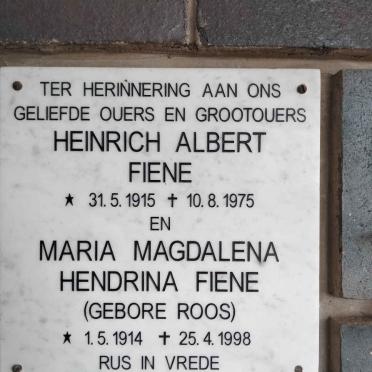 TER HERINNERING AAN ONS
GELIEFDE OUERS EN GROOTOUERS
HEINRICH ALBERT
FIENE
★ 31.5.1915 ✝ 10.8.1975
EN
MARIA MAGDALENA
HENDRINA FIENE
(GEBORE ROOS)
★ 1.5.1914 ✝ 25.4.1998
RUS IN VREDE